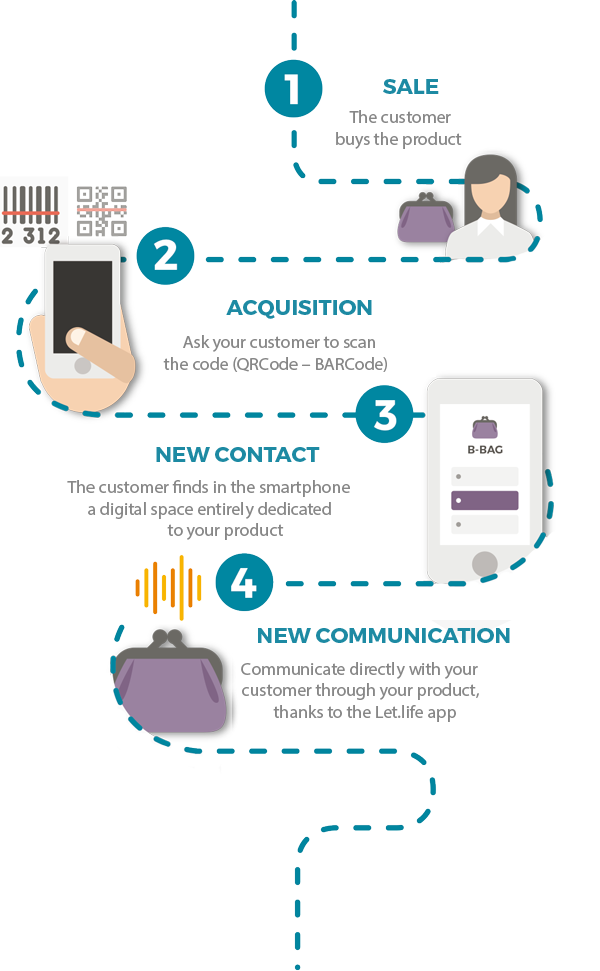 1
SALE
The customer
buys the product
2 312
2
ACQUISITION
Ask your customer to scan
the code (QRCode – BARCode)
3
B-BAG
NEW CONTACT
The customer finds in the smartphone
a digital space entirely dedicated
to your product
4
NEW COMMUNICATION
Communicate directly with your
customer through your product,
thanks to the Let.life app